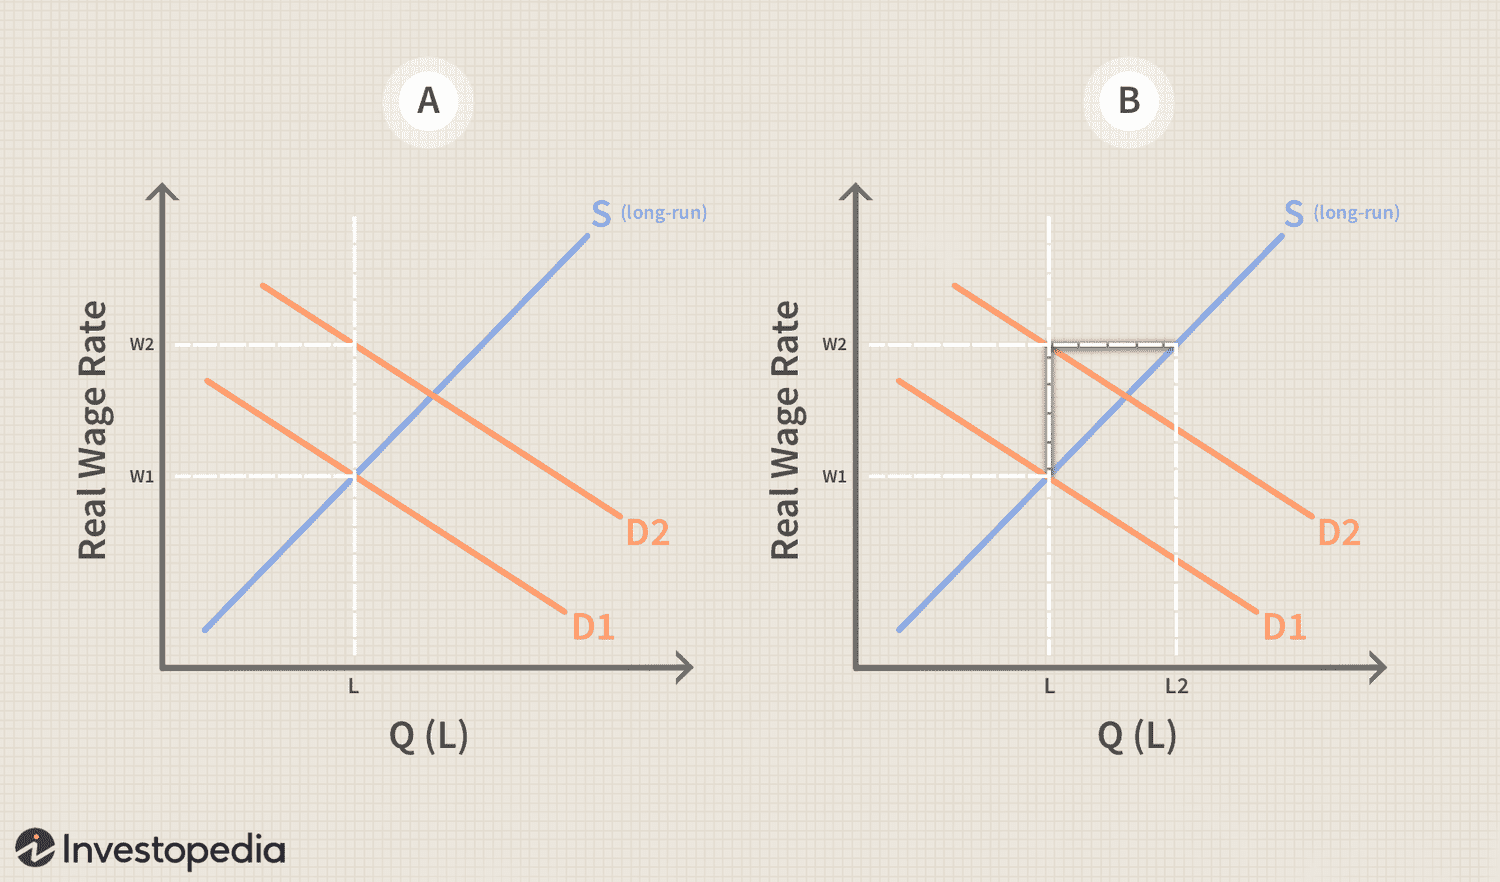 A
Real Wage Rate
S (long-run)
W2
W1
D2
D1
L
Q (L)
B
Real Wage Rate
S (long-run)
W2
W1
D2
D1
L
L2
Q (L)
Investopedia